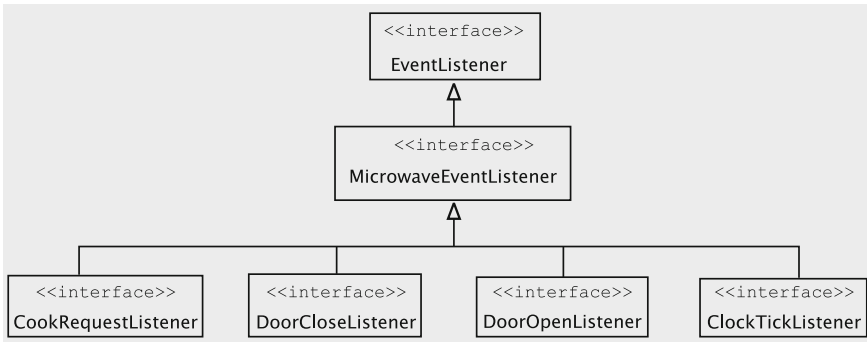 <<interface>>
EventListener
<<interface>>
MicrowaveEventListener
<<interface>>
CookRequestListener
<<interface>>
DoorCloseListener
<<interface>>
DoorOpenListener
<<interface>>
ClockTickListener